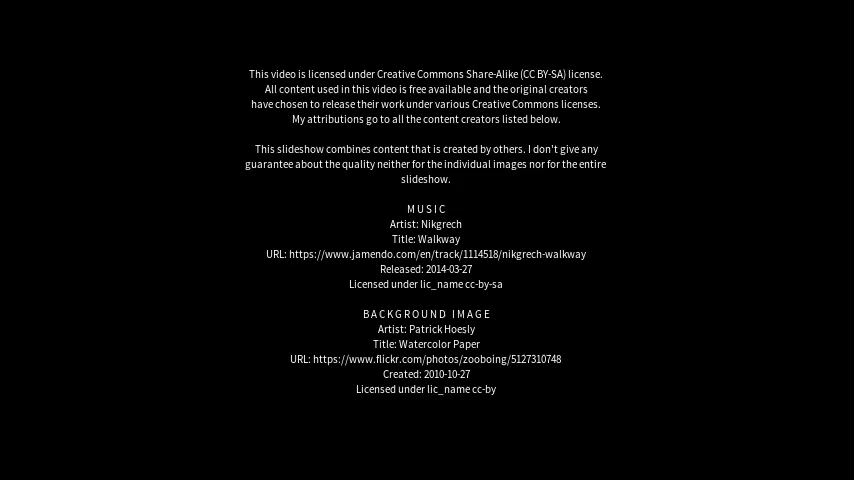 This video is licensed under Creative Commons Share-Alike (CC BY-SA) license.
All content used in this video is free available and the original creators
have chosen to release their work under various Creative Commons licenses.
My attributions go to all the content creators listed below.
This slideshow combines content that is created by others. I don't give any
guarantee about the quality neither for the individual images nor for the entire
slideshow.
M U S I C
Artist: Nikgrech
Title: Walkway
URL: https://www.jamendo.com/en/track/1114518/nikgrech-walkway
Released: 2014-03-27
Licensed under lic_name cc-by-sa
B A C K G R O U N D   I M A G E
Artist: Patrick Hoesly
Title: Watercolor Paper
URL: https://www.flickr.com/photos/zooboing/5127310748
Created: 2010-10-27
Licensed under lic_name cc-by